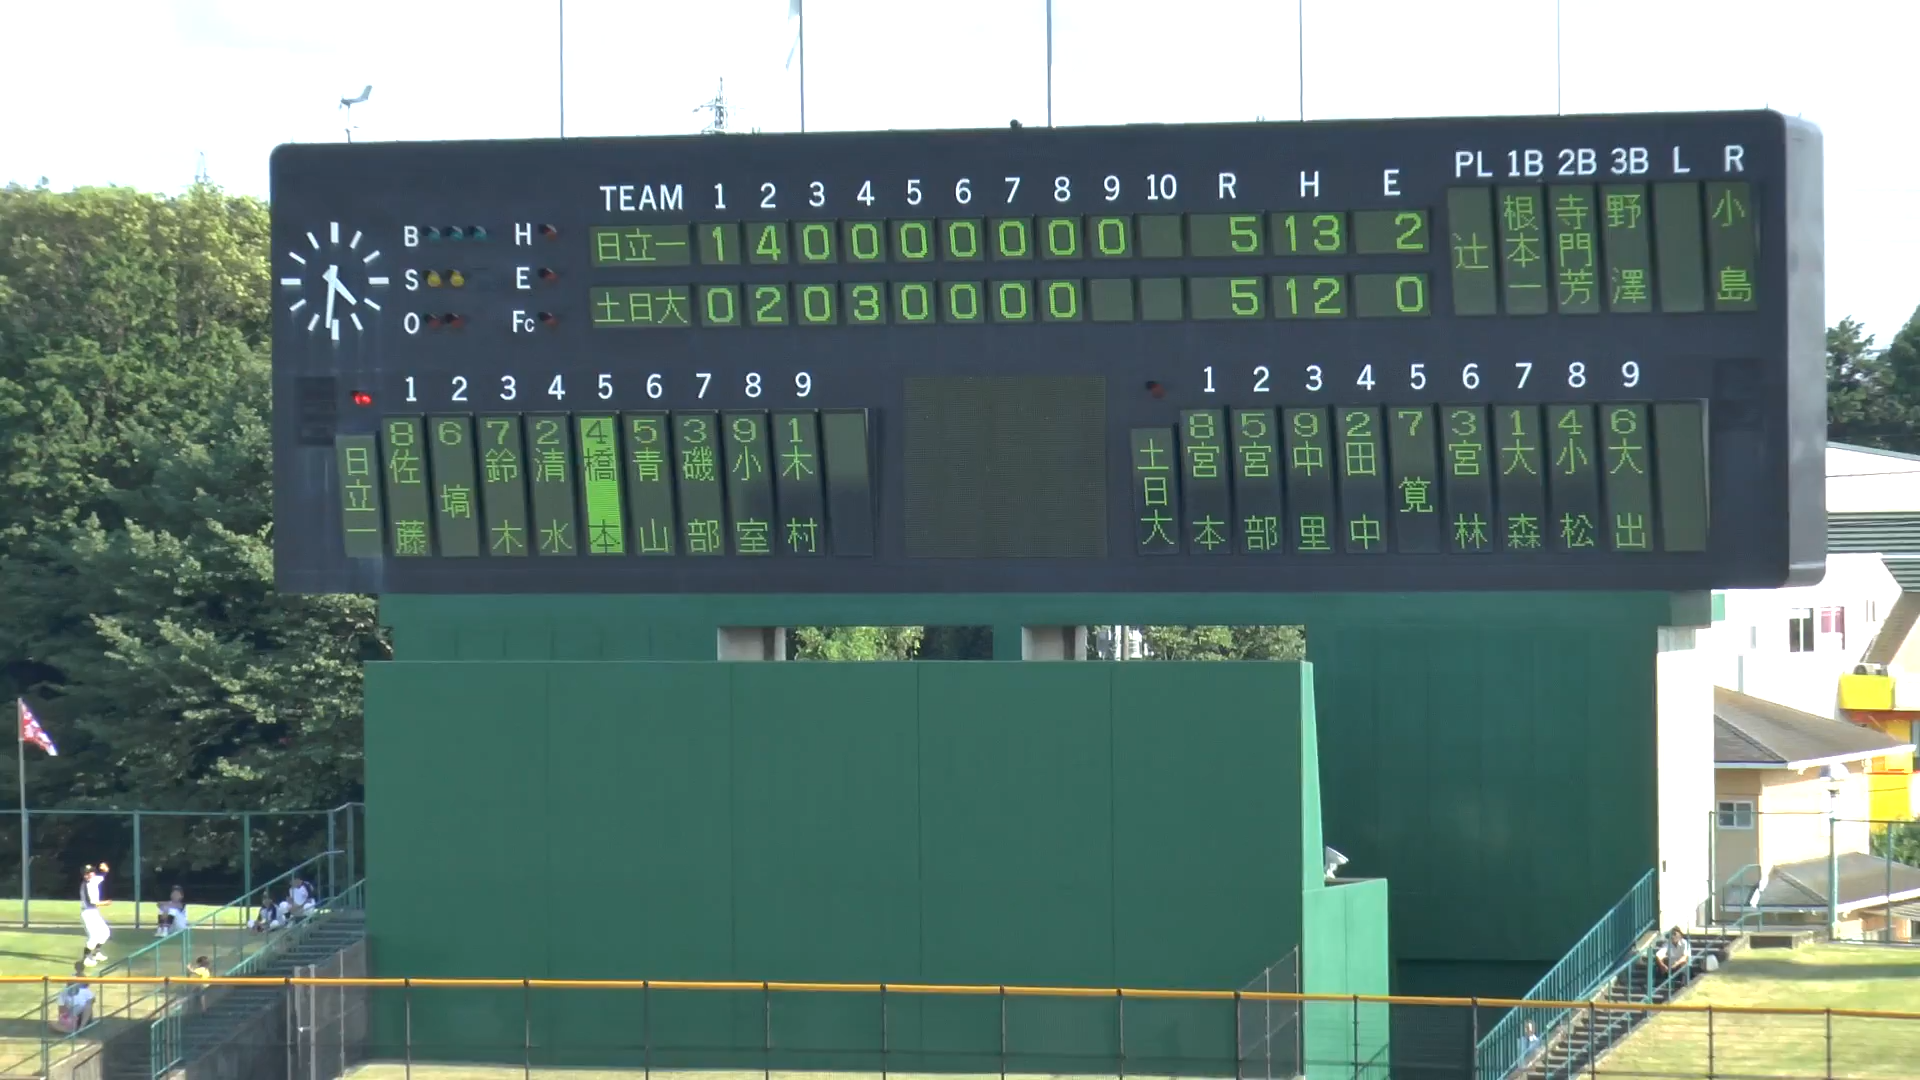 PL 1B 2B 3B L R
TEAM 1 2 3 4 5 6 7 8 9 10 R H E
B H
日立一 1 4 0 0 0 0 0 0 0 5 13 2
S E
土日大 0 2 0 3 0 0 0 0 5 12 0
O Fc
辻
根本一
寺門芳
野澤
小島
1 2 3 4 5 6 7 8 9
日立一
8佐藤
6塙
7鈴木
2清水
4橋本
5青山
3磯部
9小室
1木村
1 2 3 4 5 6 7 8 9
土日大
8宮本
5宮部
9中里
2田中
7筧
3宮林
1大森
4小松
6大出